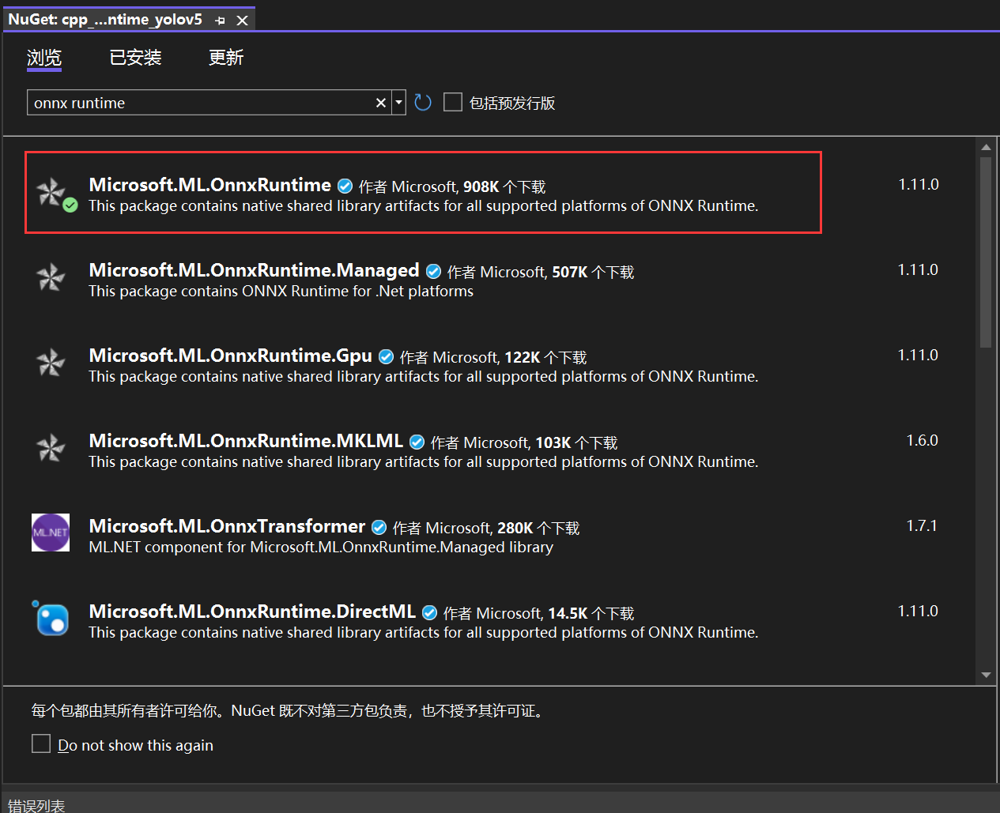 NuGet: cpp_...ntime_yolov5
浏览 已安装 更新
onnx runtime 包括预发行版
Microsoft.ML.OnnxRuntime 作者 Microsoft, 908K 个下载 1.11.0
This package contains native shared library artifacts for all supported platforms of ONNX Runtime.
Microsoft.ML.OnnxRuntime.Managed 作者 Microsoft, 507K 个下载 1.11.0
This package contains ONNX Runtime for .Net platforms
Microsoft.ML.OnnxRuntime.Gpu 作者 Microsoft, 122K 个下载 1.11.0
This package contains native shared library artifacts for all supported platforms of ONNX Runtime.
Microsoft.ML.OnnxRuntime.MKLML 作者 Microsoft, 103K 个下载 1.6.0
This package contains native shared library artifacts for all supported platforms of ONNX Runtime.
ML.NET
Microsoft.ML.OnnxTransformer 作者 Microsoft, 280K 个下载 1.7.1
ML.NET component for Microsoft.ML.OnnxRuntime.Managed library
Microsoft.ML.OnnxRuntime.DirectML 作者 Microsoft, 14.5K 个下载 1.11.0
This package contains native shared library artifacts for all supported platforms of ONNX Runtime.
每个包都由其所有者许可给你。NuGet 既不对第三方包负责，也不授予其许可证。
Do not show this again
错误列表